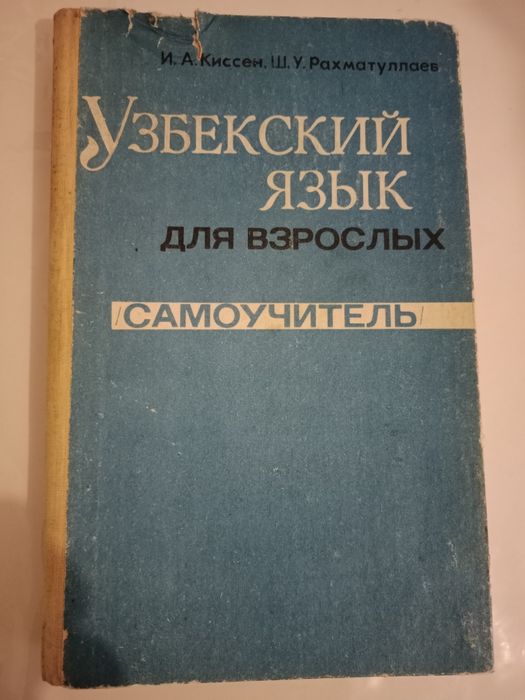 И. А. Киссен, Ш. У. Рахматуллаев
УЗБЕКСКИЙ
ЯЗЫК
ДЛЯ ВЗРОСЛЫХ
/САМОУЧИТЕЛЬ/